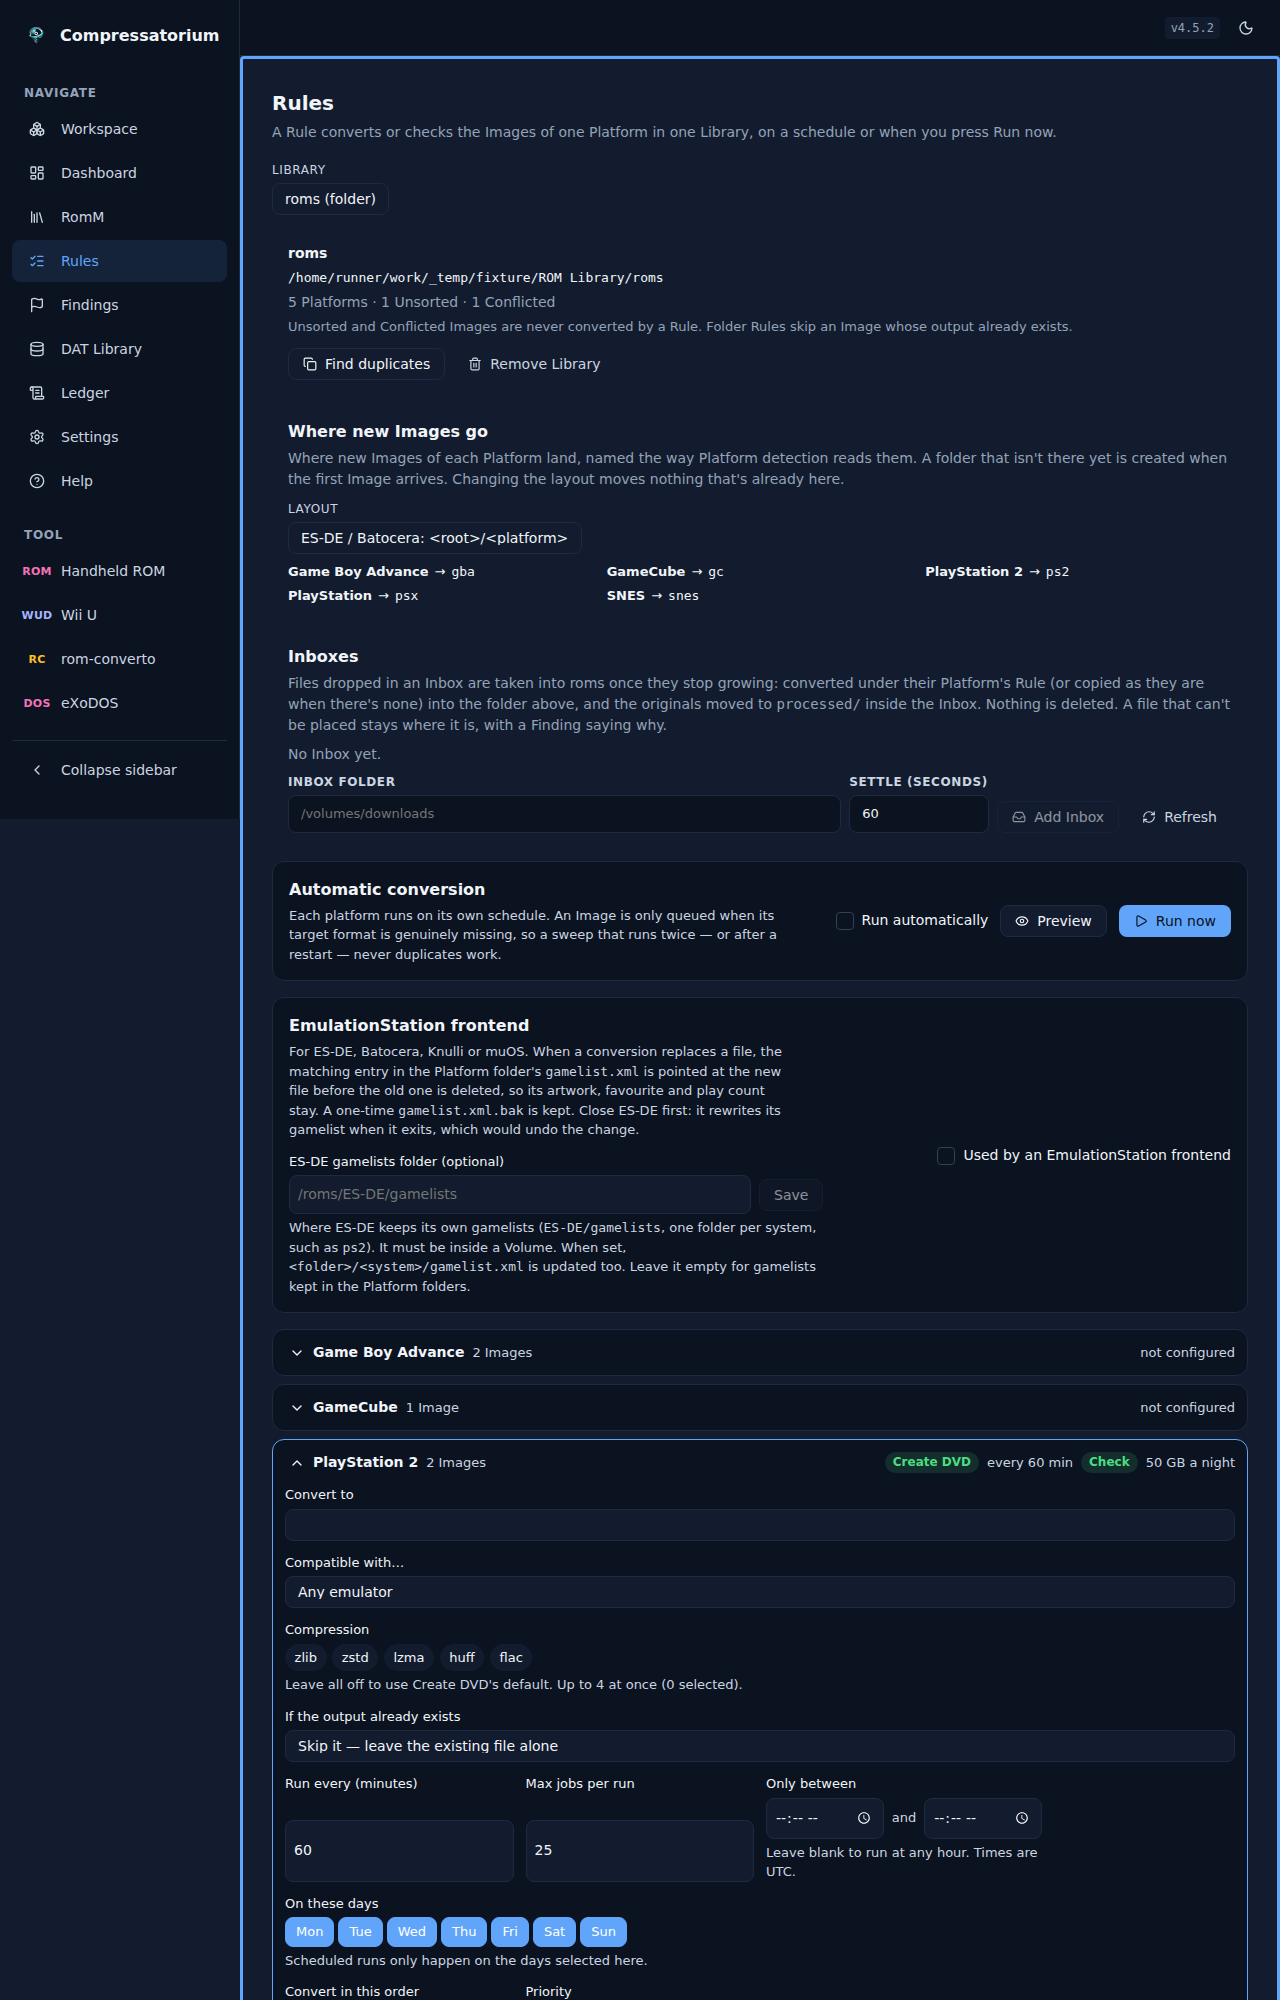 Compressatorium
v4.5.2
NAVIGATE
Workspace
Dashboard
RomM
Rules
Findings
DAT Library
Ledger
Settings
Help
TOOL
ROM Handheld ROM
WUD Wii U
RC rom-converto
DOS eXoDOS
Collapse sidebar
Rules
A Rule converts or checks the Images of one Platform in one Library, on a schedule or when you press Run now.
LIBRARY
roms (folder)
roms
/home/runner/work/_temp/fixture/ROM Library/roms
5 Platforms · 1 Unsorted · 1 Conflicted
Unsorted and Conflicted Images are never converted by a Rule. Folder Rules skip an Image whose output already exists.
Find duplicates Remove Library
Where new Images go
Where new Images of each Platform land, named the way Platform detection reads them. A folder that isn't there yet is created when
the first Image arrives. Changing the layout moves nothing that's already here.
LAYOUT
ES-DE / Batocera: <root>/<platform>
Game Boy Advance → gba GameCube → gc PlayStation 2 → ps2
PlayStation → psx SNES → snes
Inboxes
Files dropped in an Inbox are taken into roms once they stop growing: converted under their Platform's Rule (or copied as they are
when there's none) into the folder above, and the originals moved to processed/ inside the Inbox. Nothing is deleted. A file that can't
be placed stays where it is, with a Finding saying why.
No Inbox yet.
INBOX FOLDER SETTLE (SECONDS)
/volumes/downloads 60 Add Inbox Refresh
Automatic conversion
Each platform runs on its own schedule. An Image is only queued when its
target format is genuinely missing, so a sweep that runs twice — or after a
restart — never duplicates work.
Run automatically Preview Run now
EmulationStation frontend
For ES-DE, Batocera, Knulli or muOS. When a conversion replaces a file, the
matching entry in the Platform folder's gamelist.xml is pointed at the new
file before the old one is deleted, so its artwork, favourite and play count
stay. A one-time gamelist.xml.bak is kept. Close ES-DE first: it rewrites its
gamelist when it exits, which would undo the change.
Used by an EmulationStation frontend
ES-DE gamelists folder (optional)
/roms/ES-DE/gamelists Save
Where ES-DE keeps its own gamelists (ES-DE/gamelists, one folder per system,
such as ps2). It must be inside a Volume. When set,
<folder>/<system>/gamelist.xml is updated too. Leave it empty for gamelists
kept in the Platform folders.
Game Boy Advance 2 Images not configured
GameCube 1 Image not configured
PlayStation 2 2 Images Create DVD every 60 min Check 50 GB a night
Convert to
Compatible with…
Any emulator
Compression
zlib zstd lzma huff flac
Leave all off to use Create DVD's default. Up to 4 at once (0 selected).
If the output already exists
Skip it — leave the existing file alone
Run every (minutes) Max jobs per run Only between
60 25 --:-- -- and --:-- --
Leave blank to run at any hour. Times are
UTC.
On these days
Mon Tue Wed Thu Fri Sat Sun
Scheduled runs only happen on the days selected here.
Convert in this order Priority